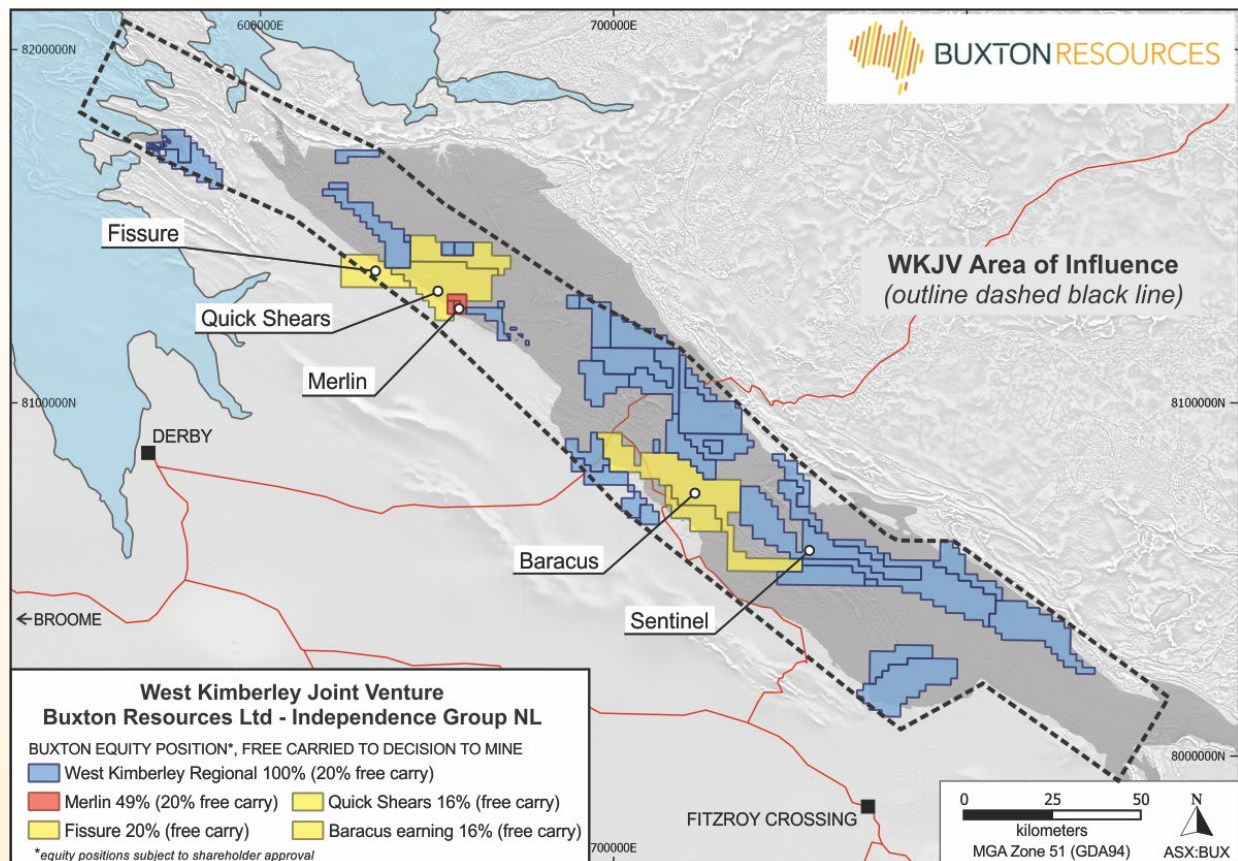 600000E
700000E
8200000N
BUXTON RESOURCES
Fissure
WKJV Area of Influence
(outline dashed black line)
Quick Shears
Merlin
8100000N
8100000N
DERBY
Baracus
Sentinel
←BROOME
West Kimberley Joint Venture
Buxton Resources Ltd - Independence Group NL
BUXTON EQUITY POSITION*, FREE CARRIED TO DECISION TO MINE
West Kimberley Regional 100% (20% free carry)
Merlin 49% (20% free carry)
Quick Shears 16% (free carry)
Fissure 20% (free carry)
Baracus earning 16% (free carry)
*equity positions subject to shareholder approval
8000000N
FITZROY CROSSING
0 25 50
kilometers
MGA Zone 51 (GDA94)
N
ASX:BUX
700000E